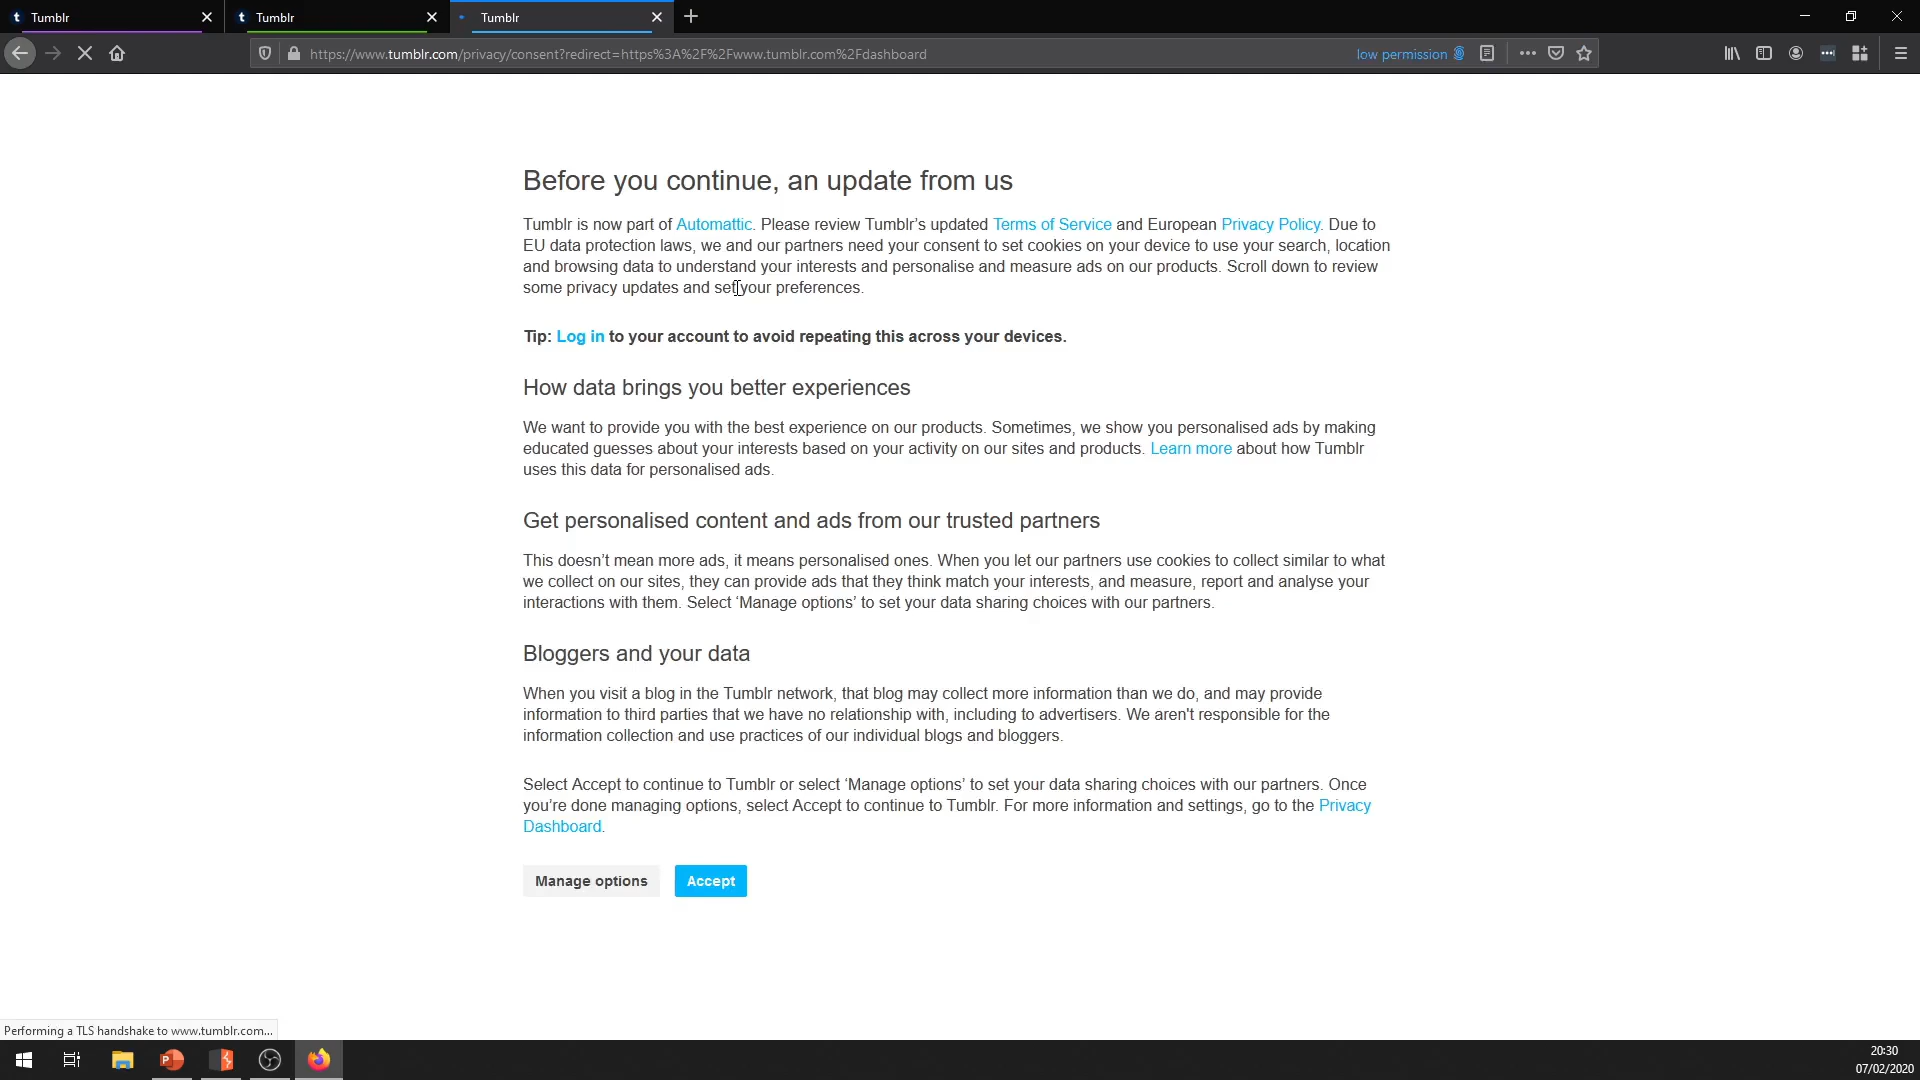 Tumblr
Tumblr
Tumblr
https://www.tumblr.com/privacy/consent?redirect=https%3A%2F%2Fwww.tumblr.com%2Fdashboard
low permission
Before you continue, an update from us
Tumblr is now part of Automattic. Please review Tumblr’s updated Terms of Service and European Privacy Policy. Due to
EU data protection laws, we and our partners need your consent to set cookies on your device to use your search, location
and browsing data to understand your interests and personalise and measure ads on our products. Scroll down to review
some privacy updates and set your preferences.
Tip: Log in to your account to avoid repeating this across your devices.
How data brings you better experiences
We want to provide you with the best experience on our products. Sometimes, we show you personalised ads by making
educated guesses about your interests based on your activity on our sites and products. Learn more about how Tumblr
uses this data for personalised ads.
Get personalised content and ads from our trusted partners
This doesn’t mean more ads, it means personalised ones. When you let our partners use cookies to collect similar to what
we collect on our sites, they can provide ads that they think match your interests, and measure, report and analyse your
interactions with them. Select ‘Manage options’ to set your data sharing choices with our partners.
Bloggers and your data
When you visit a blog in the Tumblr network, that blog may collect more information than we do, and may provide
information to third parties that we have no relationship with, including to advertisers. We aren't responsible for the
information collection and use practices of our individual blogs and bloggers.
Select Accept to continue to Tumblr or select ‘Manage options’ to set your data sharing choices with our partners. Once
you’re done managing options, select Accept to continue to Tumblr. For more information and settings, go to the Privacy
Dashboard.
Manage options
Accept
Performing a TLS handshake to www.tumblr.com...
20:30
07/02/2020